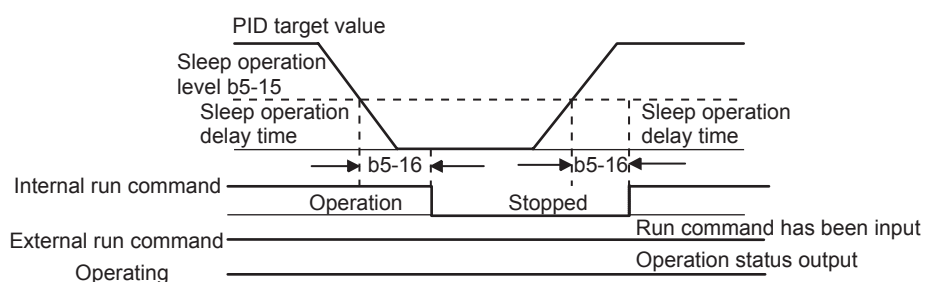 PID target value
Sleep operation
level b5-15
Sleep operation
delay time
Sleep operation
delay time
b5-16
b5-16
Internal run command
Operation
Stopped
External run command
Run command has been input
Operating
Operation status output